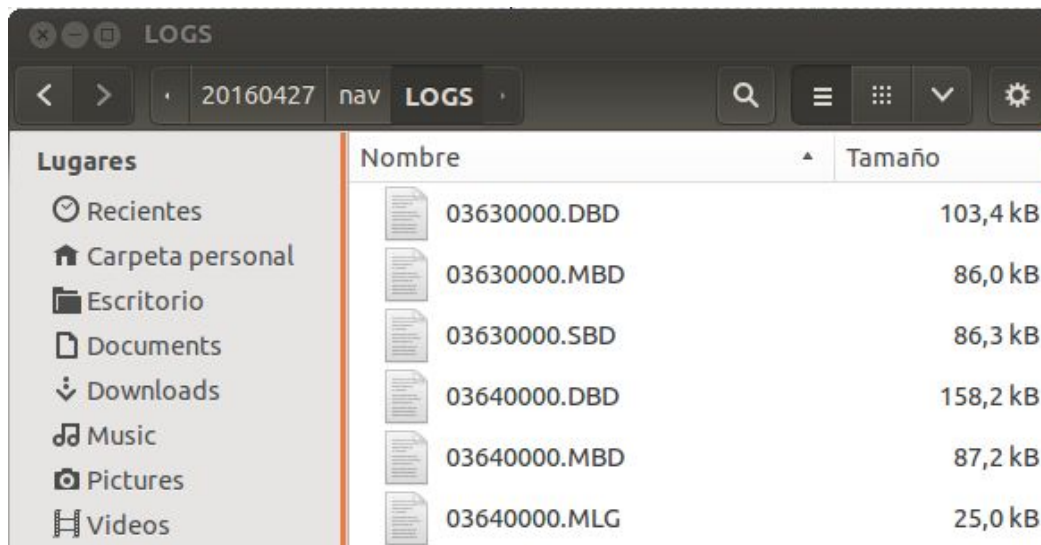 LOGS
20160427 nav LOGS
Lugares
Recientes
Carpeta personal
Escritorio
Documents
Downloads
Music
Pictures
Videos
Nombre Tamaño
03630000.DBD 103,4 kB
03630000.MBD 86,0 kB
03630000.SBD 86,3 kB
03640000.DBD 158,2 kB
03640000.MBD 87,2 kB
03640000.MLG 25,0 kB